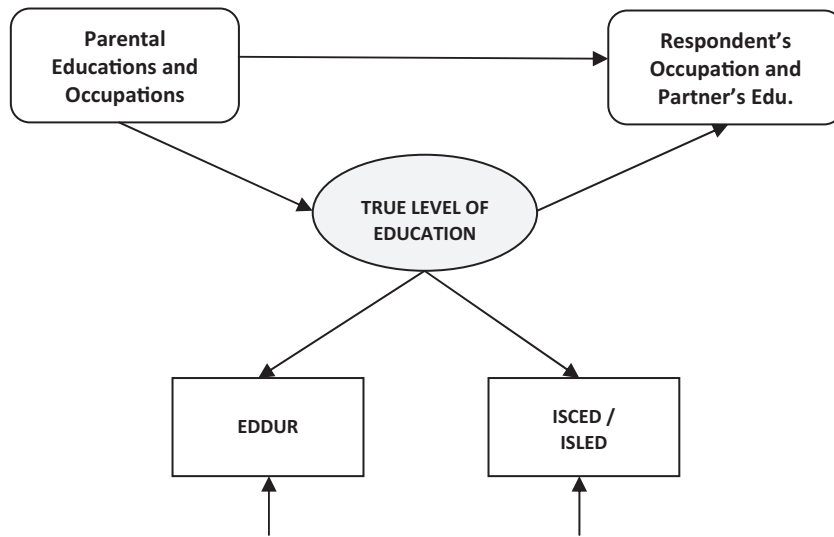 Parental
Educations and
Occupations
Respondent’s
Occupation and
Partner’s Edu.
TRUE LEVEL OF
EDUCATION
EDDUR
ISCED /
ISLED